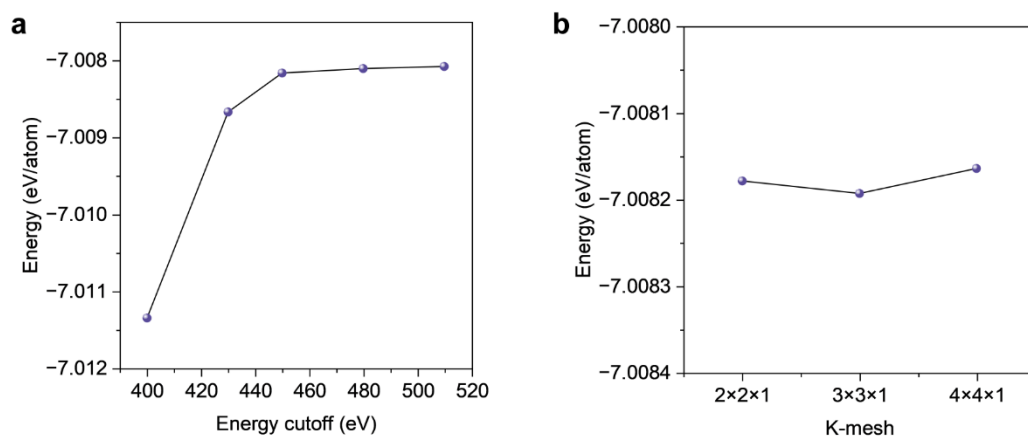 a
−7.008
−7.009
−7.010
−7.011
−7.012
Energy (eV/atom)
400 420 440 460 480 500 520
Energy cutoff (eV)
b
−7.0080
−7.0081
−7.0082
−7.0083
−7.0084
Energy (eV/atom)
2×2×1 3×3×1 4×4×1
K-mesh